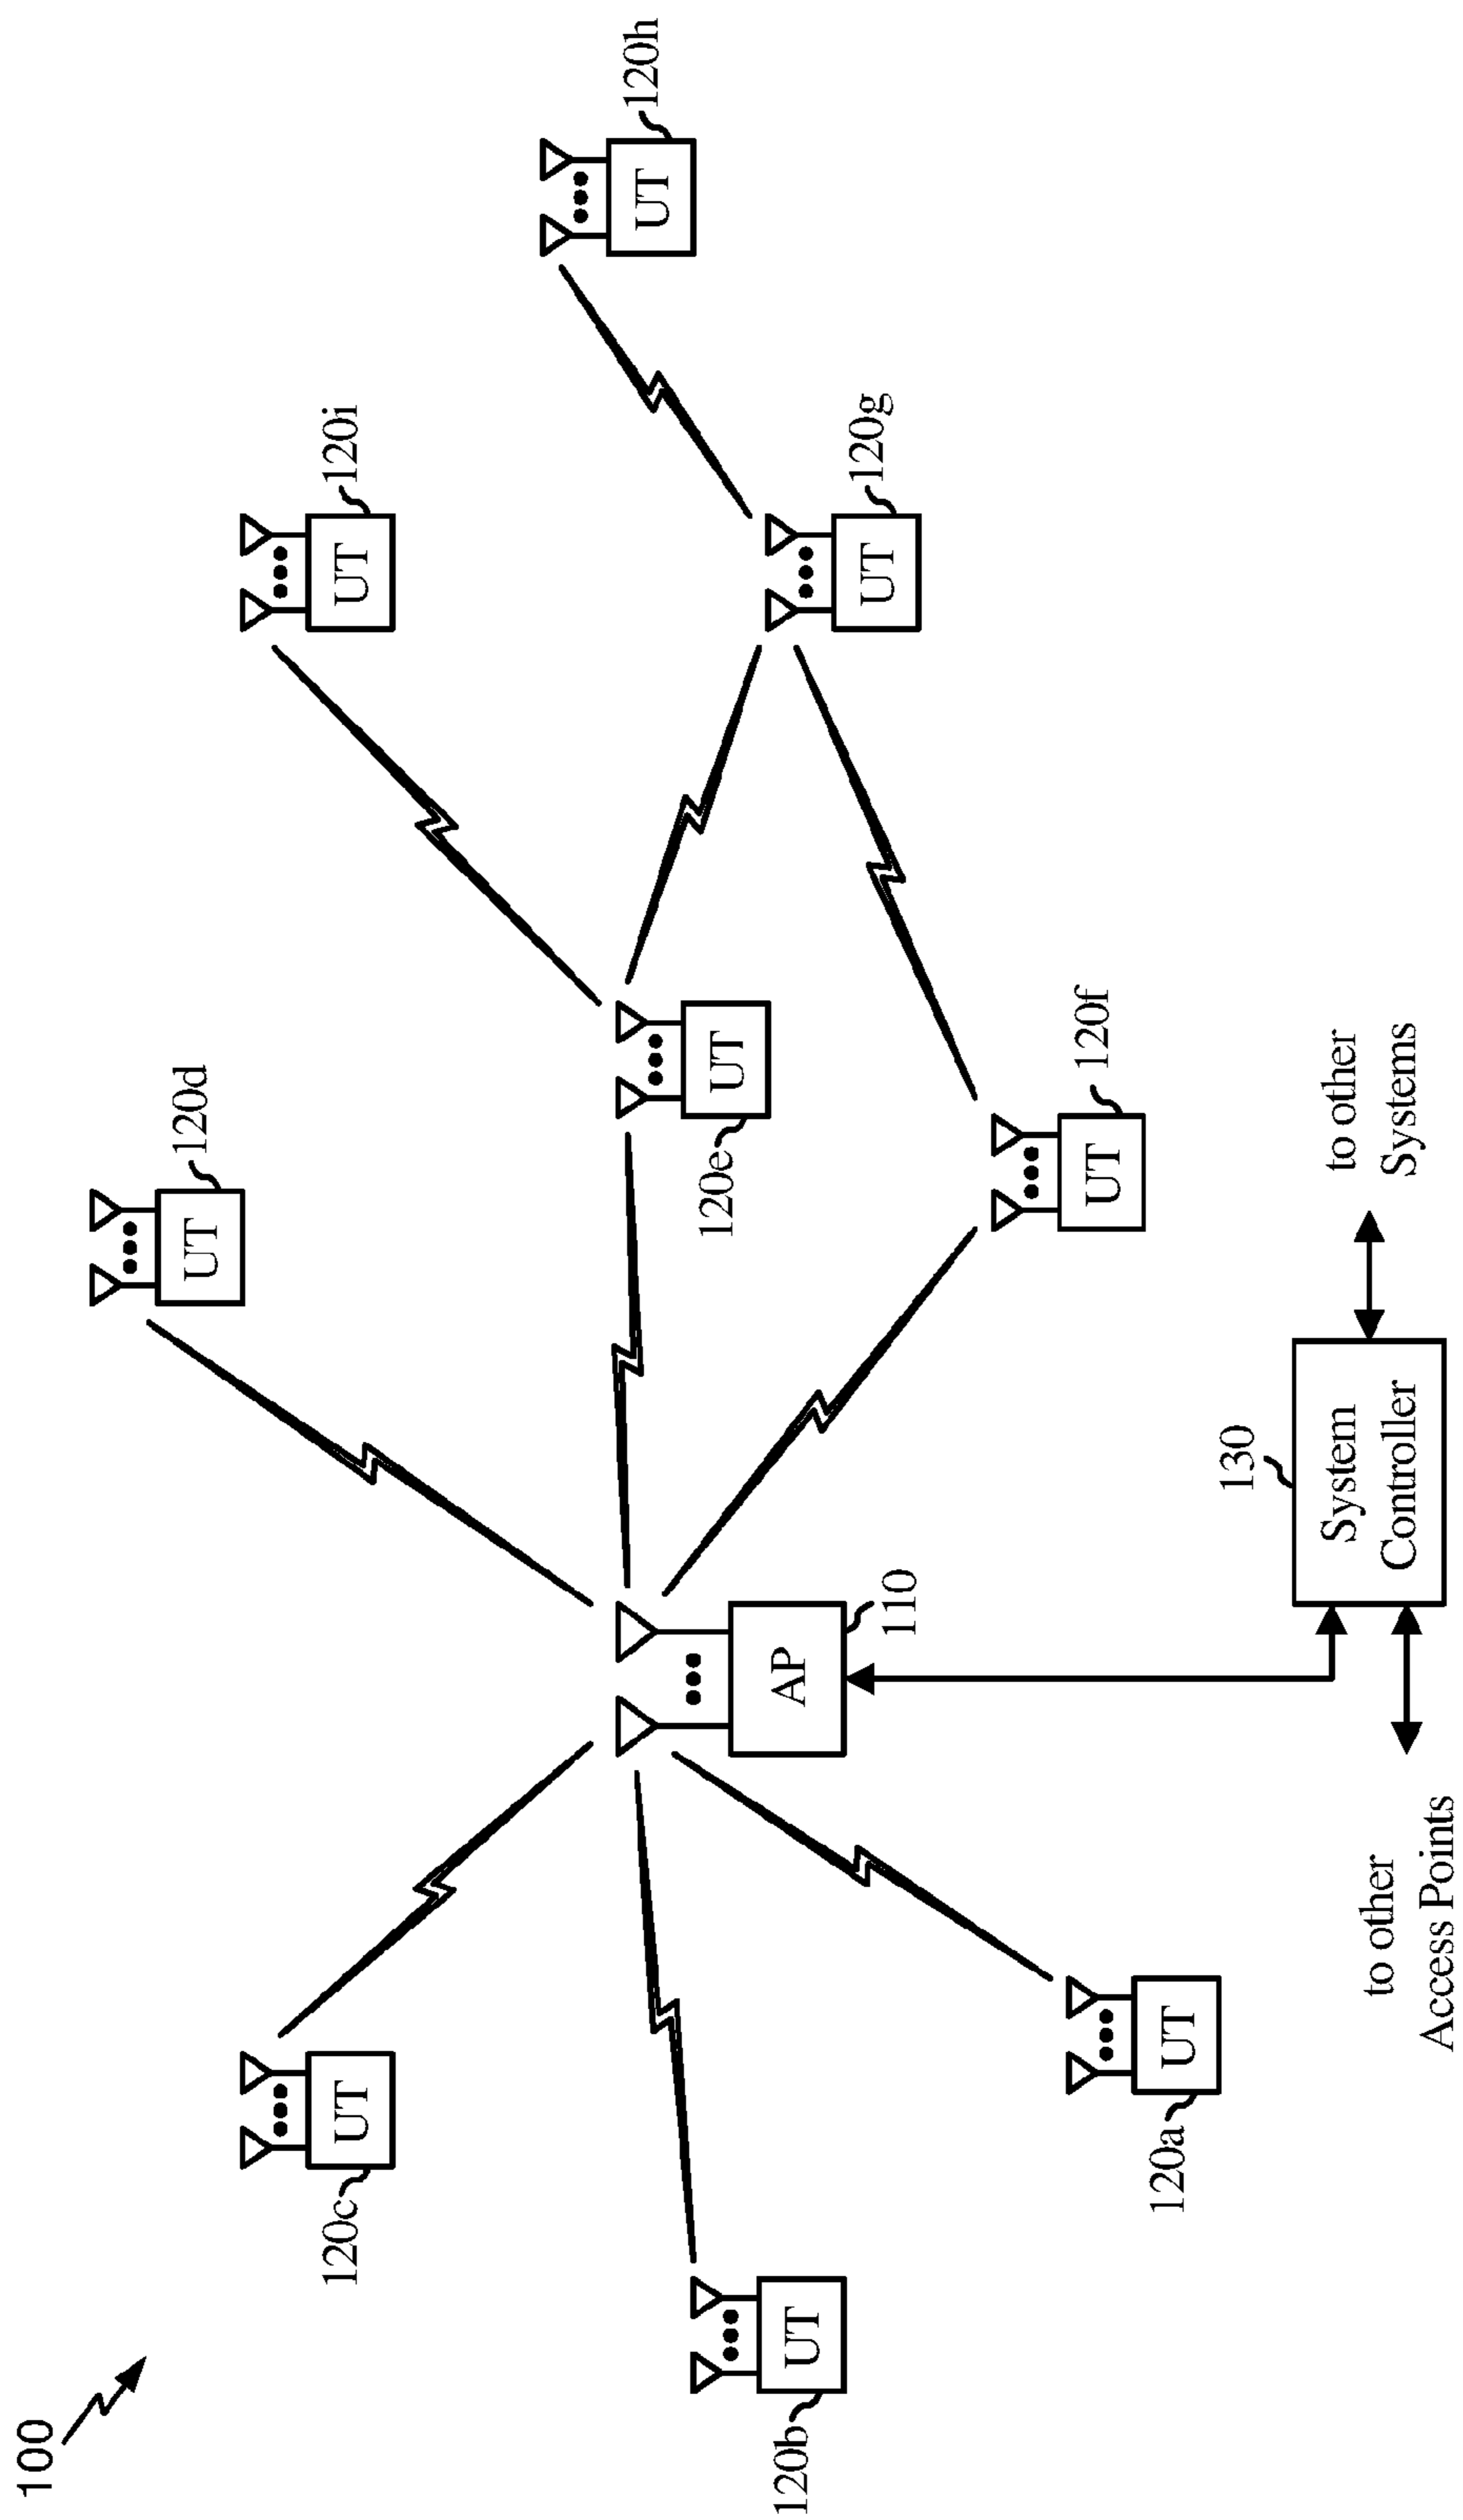 100
UT
120d
UT
120c
UT
120i
UT
120h
UT
120e
AP
110
UT
120b
UT
120g
UT
120f
UT
120a
130
System
Controller
to other
Systems
to other
Access Points